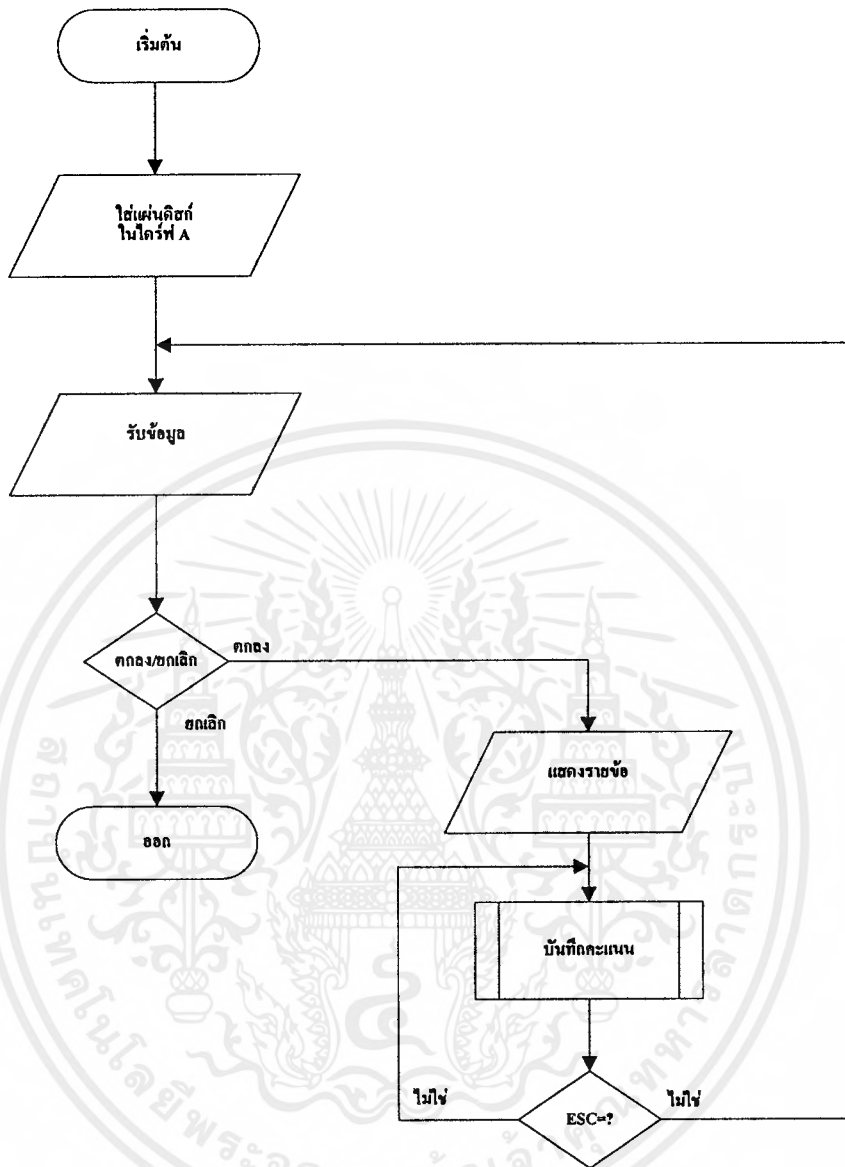 เริ่มต้น
ใส่แผ่นดิสก์
ในไดร์ฟ A
รับข้อมูล
ตกลง/ยกเลิก
ตกลง
ยกเลิก
ออก
แสดงรายข้อ
บันทึกคะแนน
ไม่ใช่
ESC=?
ไม่ใช่